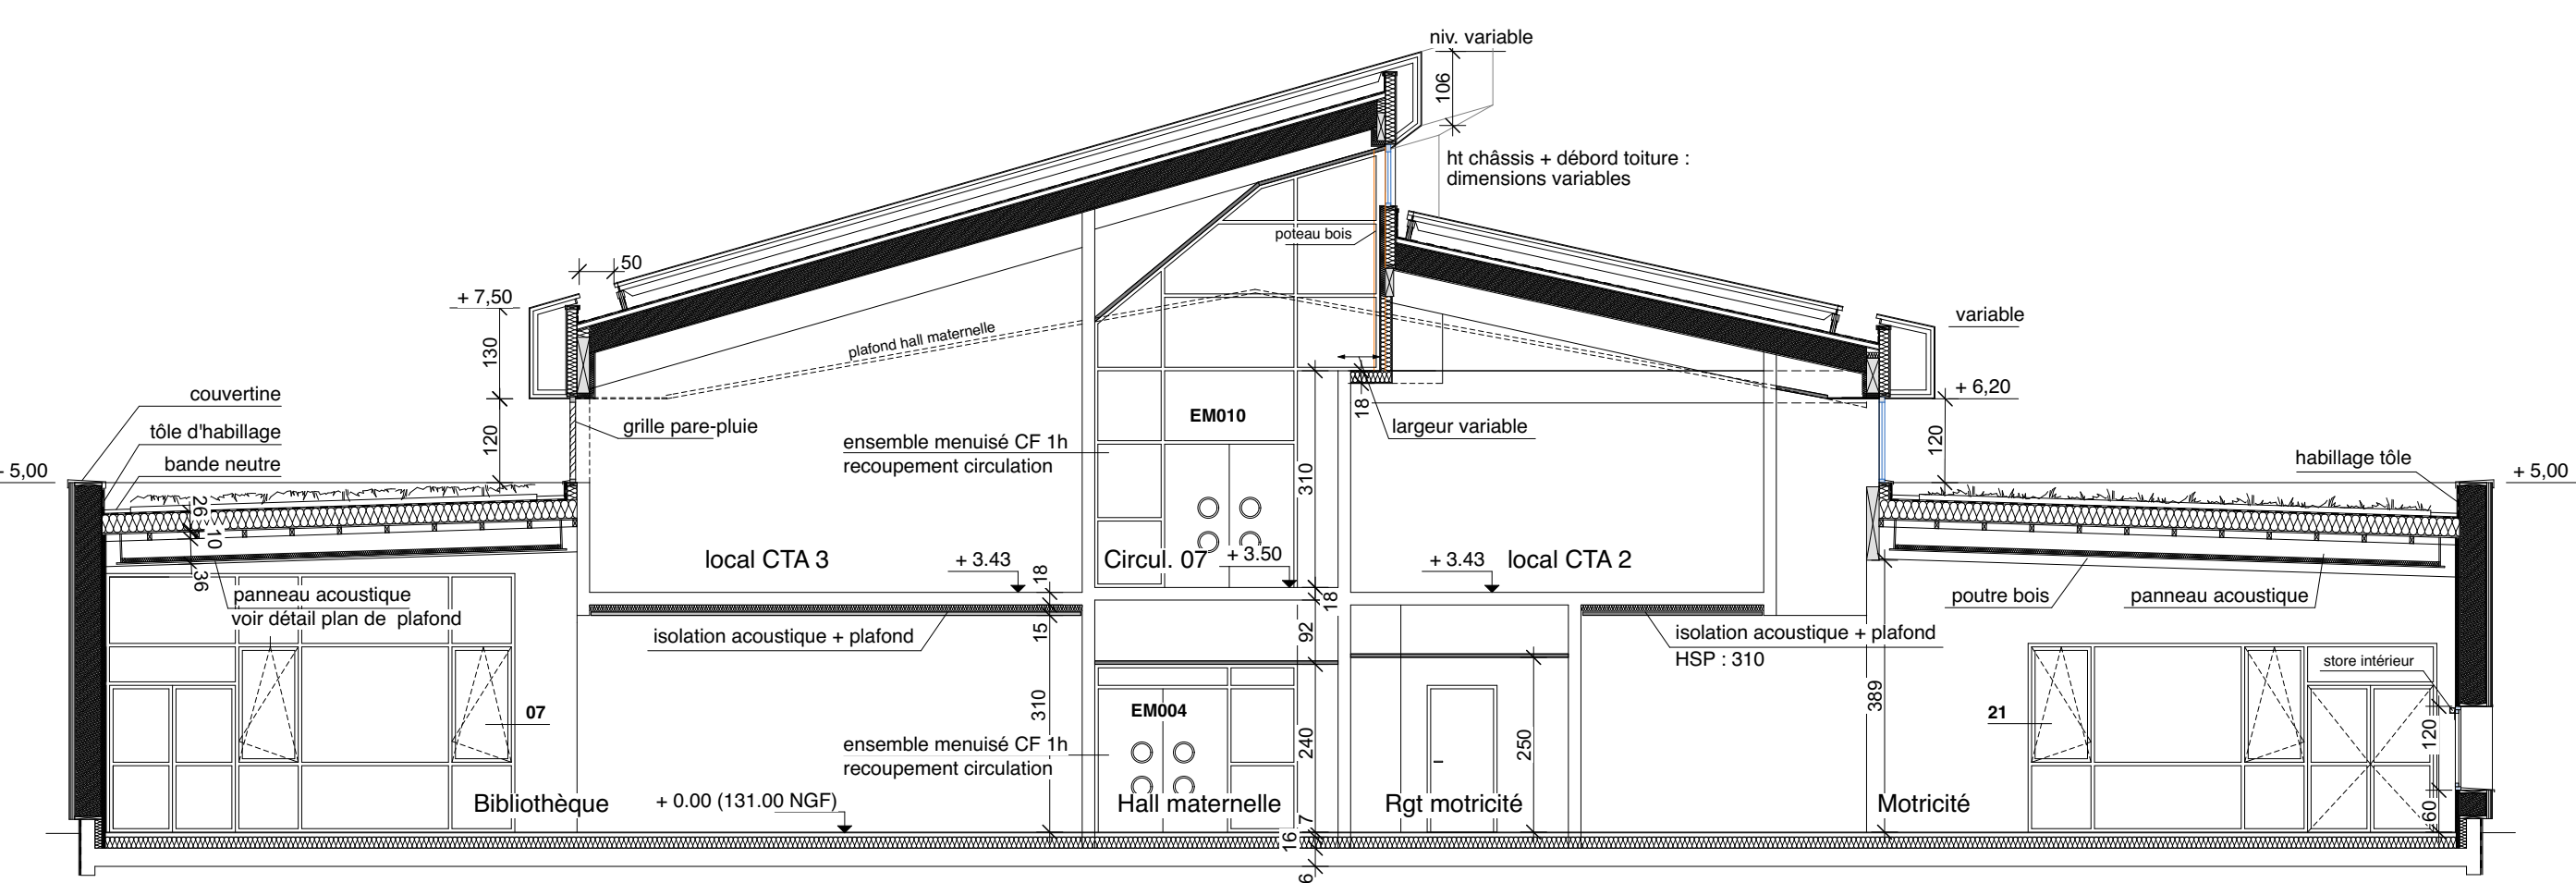 niv. variable
106
ht châssis + débord toiture :
dimensions variables
poteau bois
50
+ 7,50
130
plafond hall maternelle
variable
couvertine
+ 6,20
tôle d'habillage
120
grille pare-pluie
EM010
18
largeur variable
120
bande neutre
ensemble menuisé CF 1h
recoupement circulation
habillage tôle
5,00
+ 5,00
310
26
10
36
local CTA 3
+ 3.43
18
Circul. 07
+ 3.50
+ 3.43
local CTA 2
panneau acoustique
voir détail plan de plafond
18
poutre bois
panneau acoustique
isolation acoustique + plafond
15
92
isolation acoustique + plafond
HSP : 310
store intérieur
07
310
EM004
389
21
ensemble menuisé CF 1h
recoupement circulation
240
250
120
Bibliothèque
+ 0.00 (131.00 NGF)
Hall maternelle
Rgt motricité
Motricité
60
7
16
6